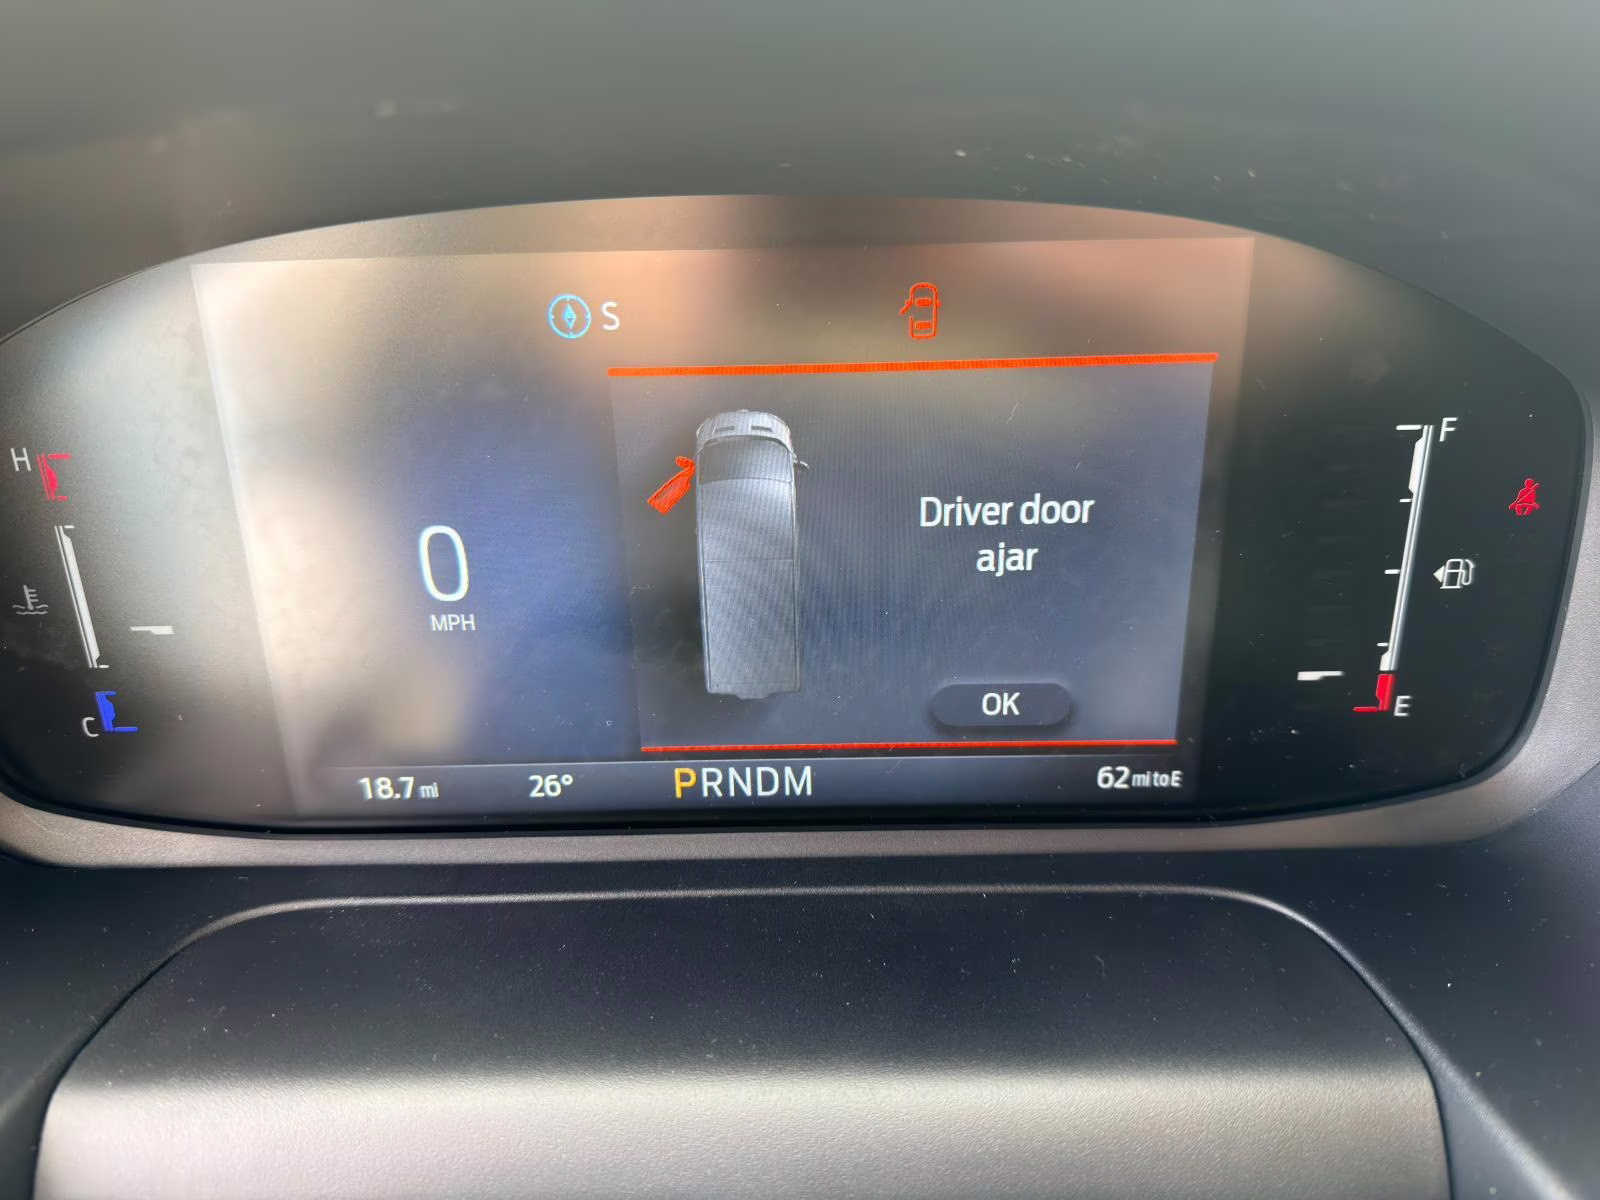 S
H
F
0
MPH
Driver door
ajar
OK
C
E
18.7 mi
26°
PRNDM
62 mi to E